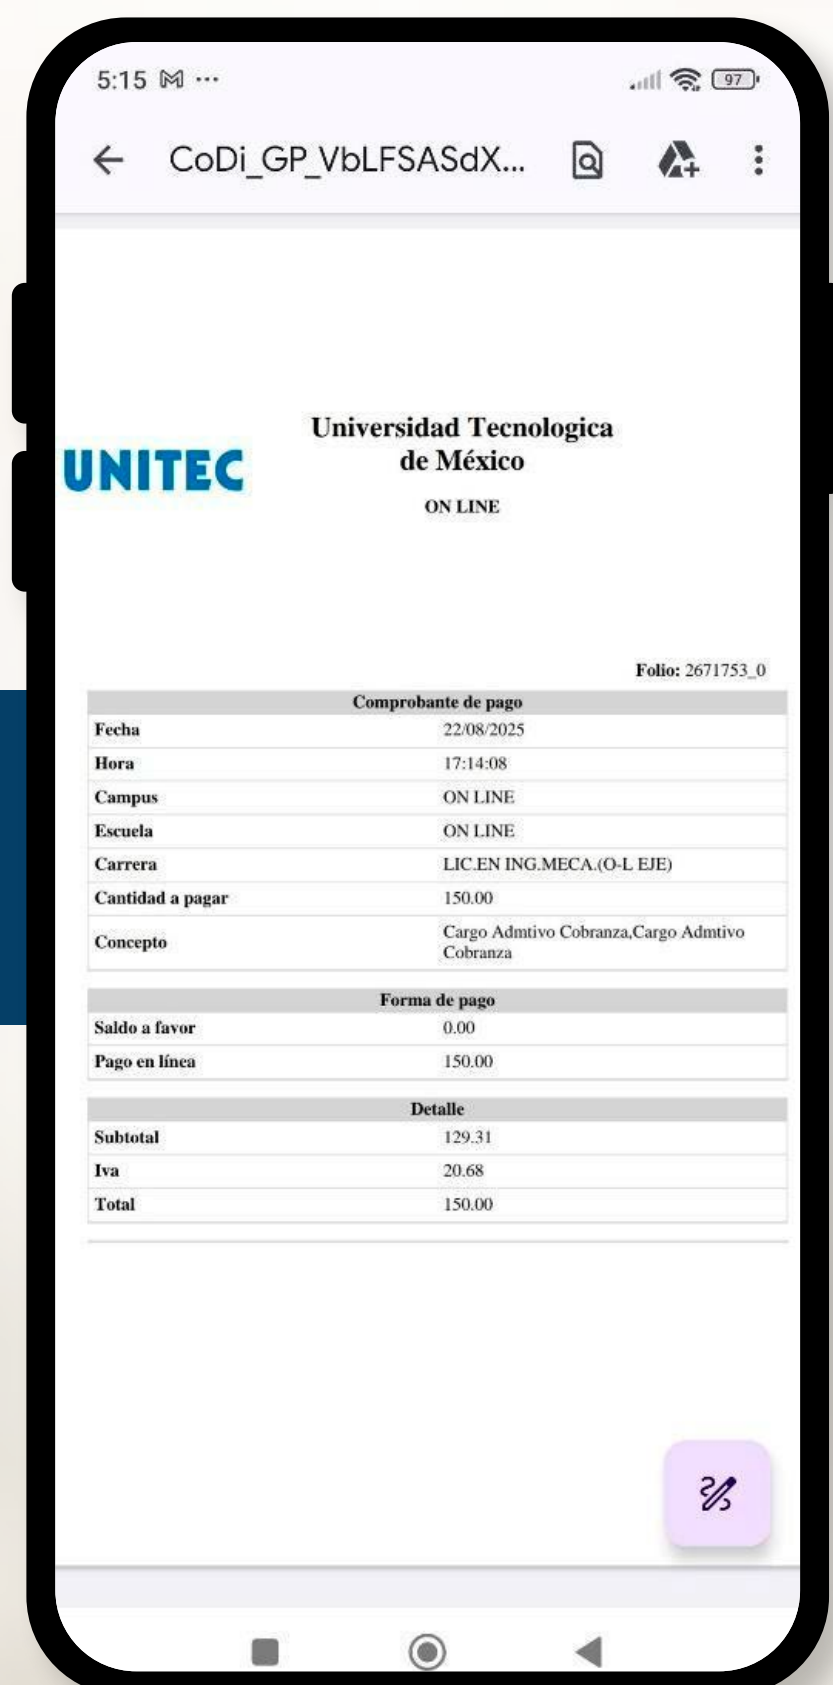 5:15
97
CoDi_GP_VbLFSASdX...
UNITEC
Universidad Tecnologica
de México
ON LINE
Folio: 2671753_0
Comprobante de pago
Fecha 22/08/2025
Hora 17:14:08
Campus ON LINE
Escuela ON LINE
Carrera LIC.EN ING.MECA.(O-L EJE)
Cantidad a pagar 150.00
Concepto Cargo Admtivo Cobranza,Cargo Admtivo
Cobranza
Forma de pago
Saldo a favor 0.00
Pago en línea 150.00
Detalle
Subtotal 129.31
Iva 20.68
Total 150.00